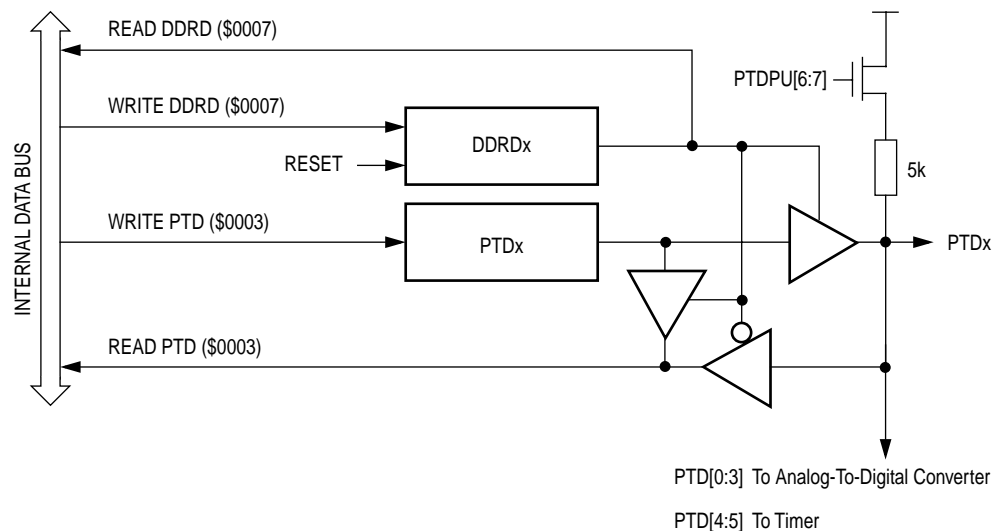 READ DDRD ($0007)
PTDPU[6:7]
WRITE DDRD ($0007)
DDRDx
RESET
5k
INTERNAL DATA BUS
WRITE PTD ($0003)
PTDx
PTDx
READ PTD ($0003)
PTD[0:3] To Analog-To-Digital Converter
PTD[4:5] To Timer